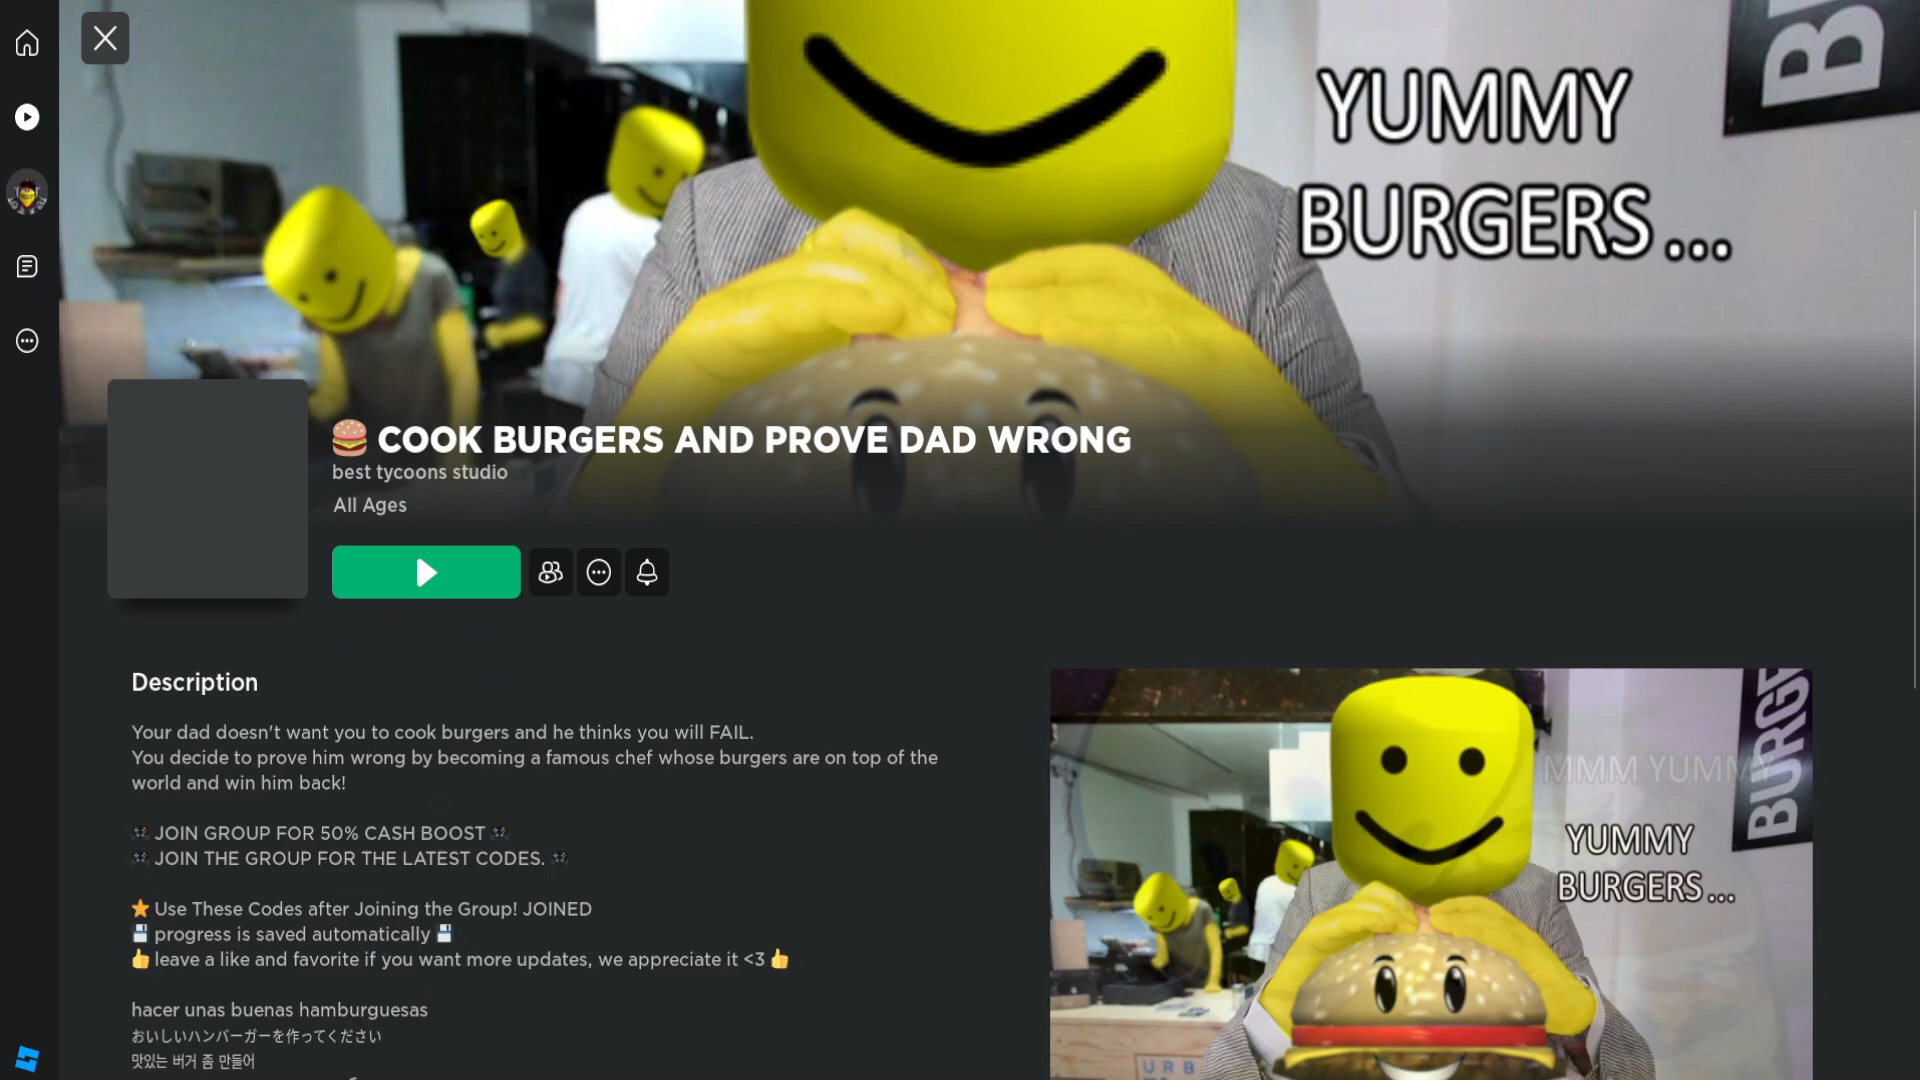 YUMMY
BURGERS...
🍔 COOK BURGERS AND PROVE DAD WRONG
best tycoons studio
All Ages
Description
Your dad doesn't want you to cook burgers and he thinks you will FAIL.
You decide to prove him wrong by becoming a famous chef whose burgers are on top of the
world and win him back!
🎮 JOIN GROUP FOR 50% CASH BOOST 🎮
🎮 JOIN THE GROUP FOR THE LATEST CODES. 🎮
⭐ Use These Codes after Joining the Group! JOINED
💾 progress is saved automatically 💾
👍 leave a like and favorite if you want more updates, we appreciate it <3 👍
hacer unas buenas hamburguesas
おいしいハンバーガーを作ってください
맛있는 버거 좀 만들어
MMM YUMMY
YUMMY
BURGERS...
BURGE
URB